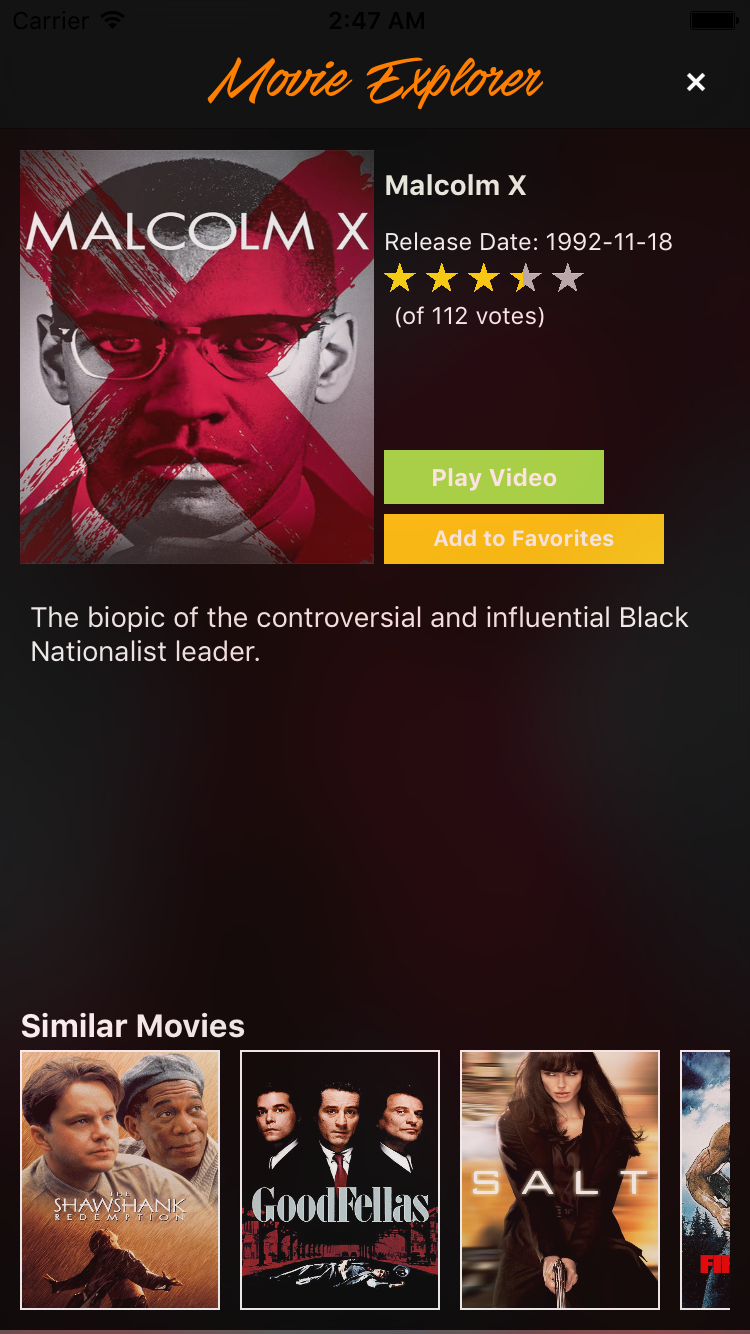 Carrier
2:47 AM
Movie Explorer
×
MALCOLM X
Malcolm X
Release Date: 1992-11-18
(of 112 votes)
Play Video
Add to Favorites
The biopic of the controversial and influential Black
Nationalist leader.
Similar Movies
THE
SHAWSHANK
REDEMPTION
GoodFellas
SALT